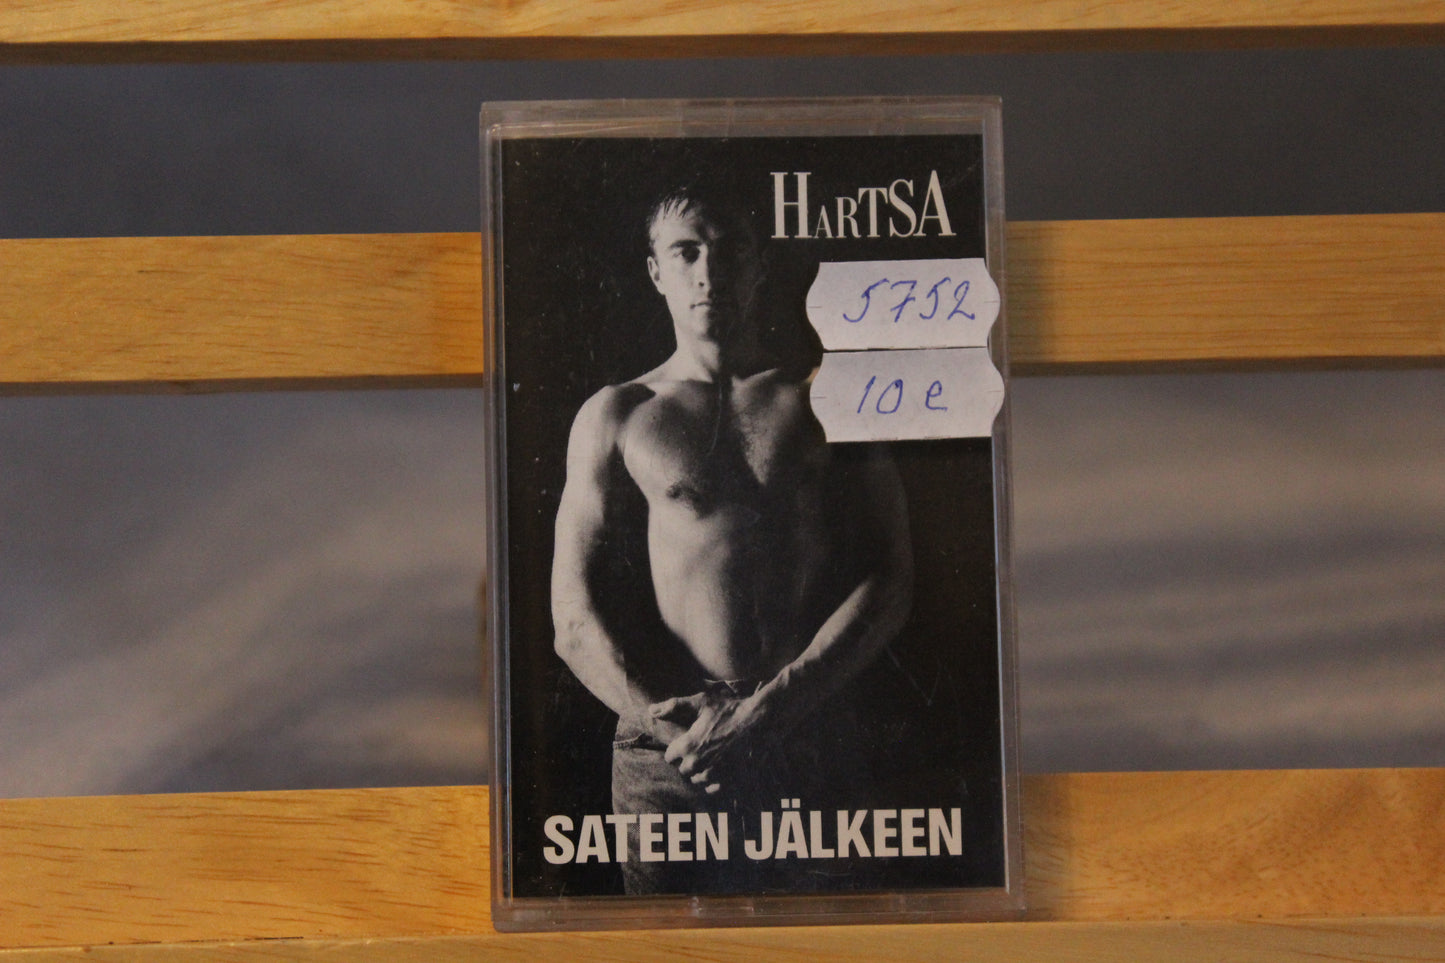 HARTSA
5752
10 e
SATEEN JÄLKEEN